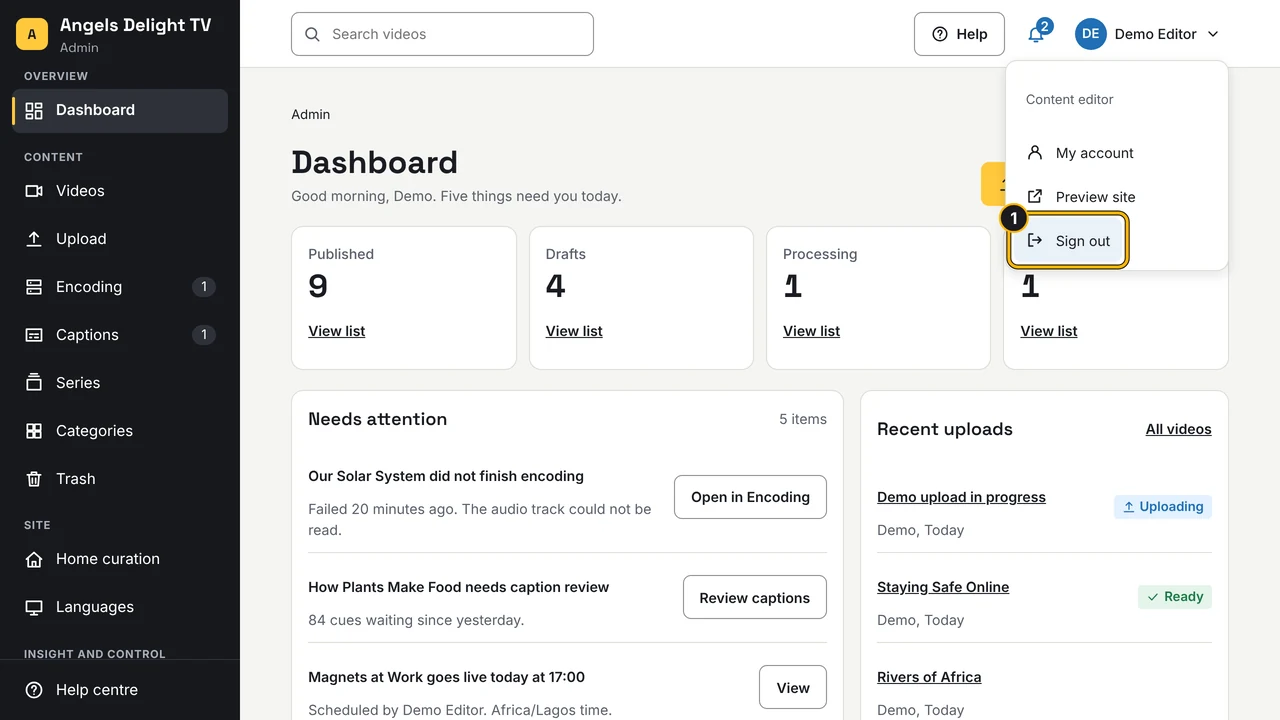 A
Angels Delight TV
Admin
OVERVIEW
Dashboard
CONTENT
Videos
Upload
Encoding 1
Captions 1
Series
Categories
Trash
SITE
Home curation
Languages
INSIGHT AND CONTROL
Help centre
Search videos
Help
2
DE
Demo Editor
Content editor
My account
Preview site
1
Sign out
Admin
Dashboard
Good morning, Demo. Five things need you today.
Published
9
View list
Drafts
4
View list
Processing
1
View list
1
View list
Needs attention
5 items
Our Solar System did not finish encoding
Failed 20 minutes ago. The audio track could not be
read.
Open in Encoding
How Plants Make Food needs caption review
84 cues waiting since yesterday.
Review captions
Magnets at Work goes live today at 17:00
Scheduled by Demo Editor. Africa/Lagos time.
View
Recent uploads
All videos
Demo upload in progress
Demo, Today
Uploading
Staying Safe Online
Demo, Today
Ready
Rivers of Africa
Demo, Today